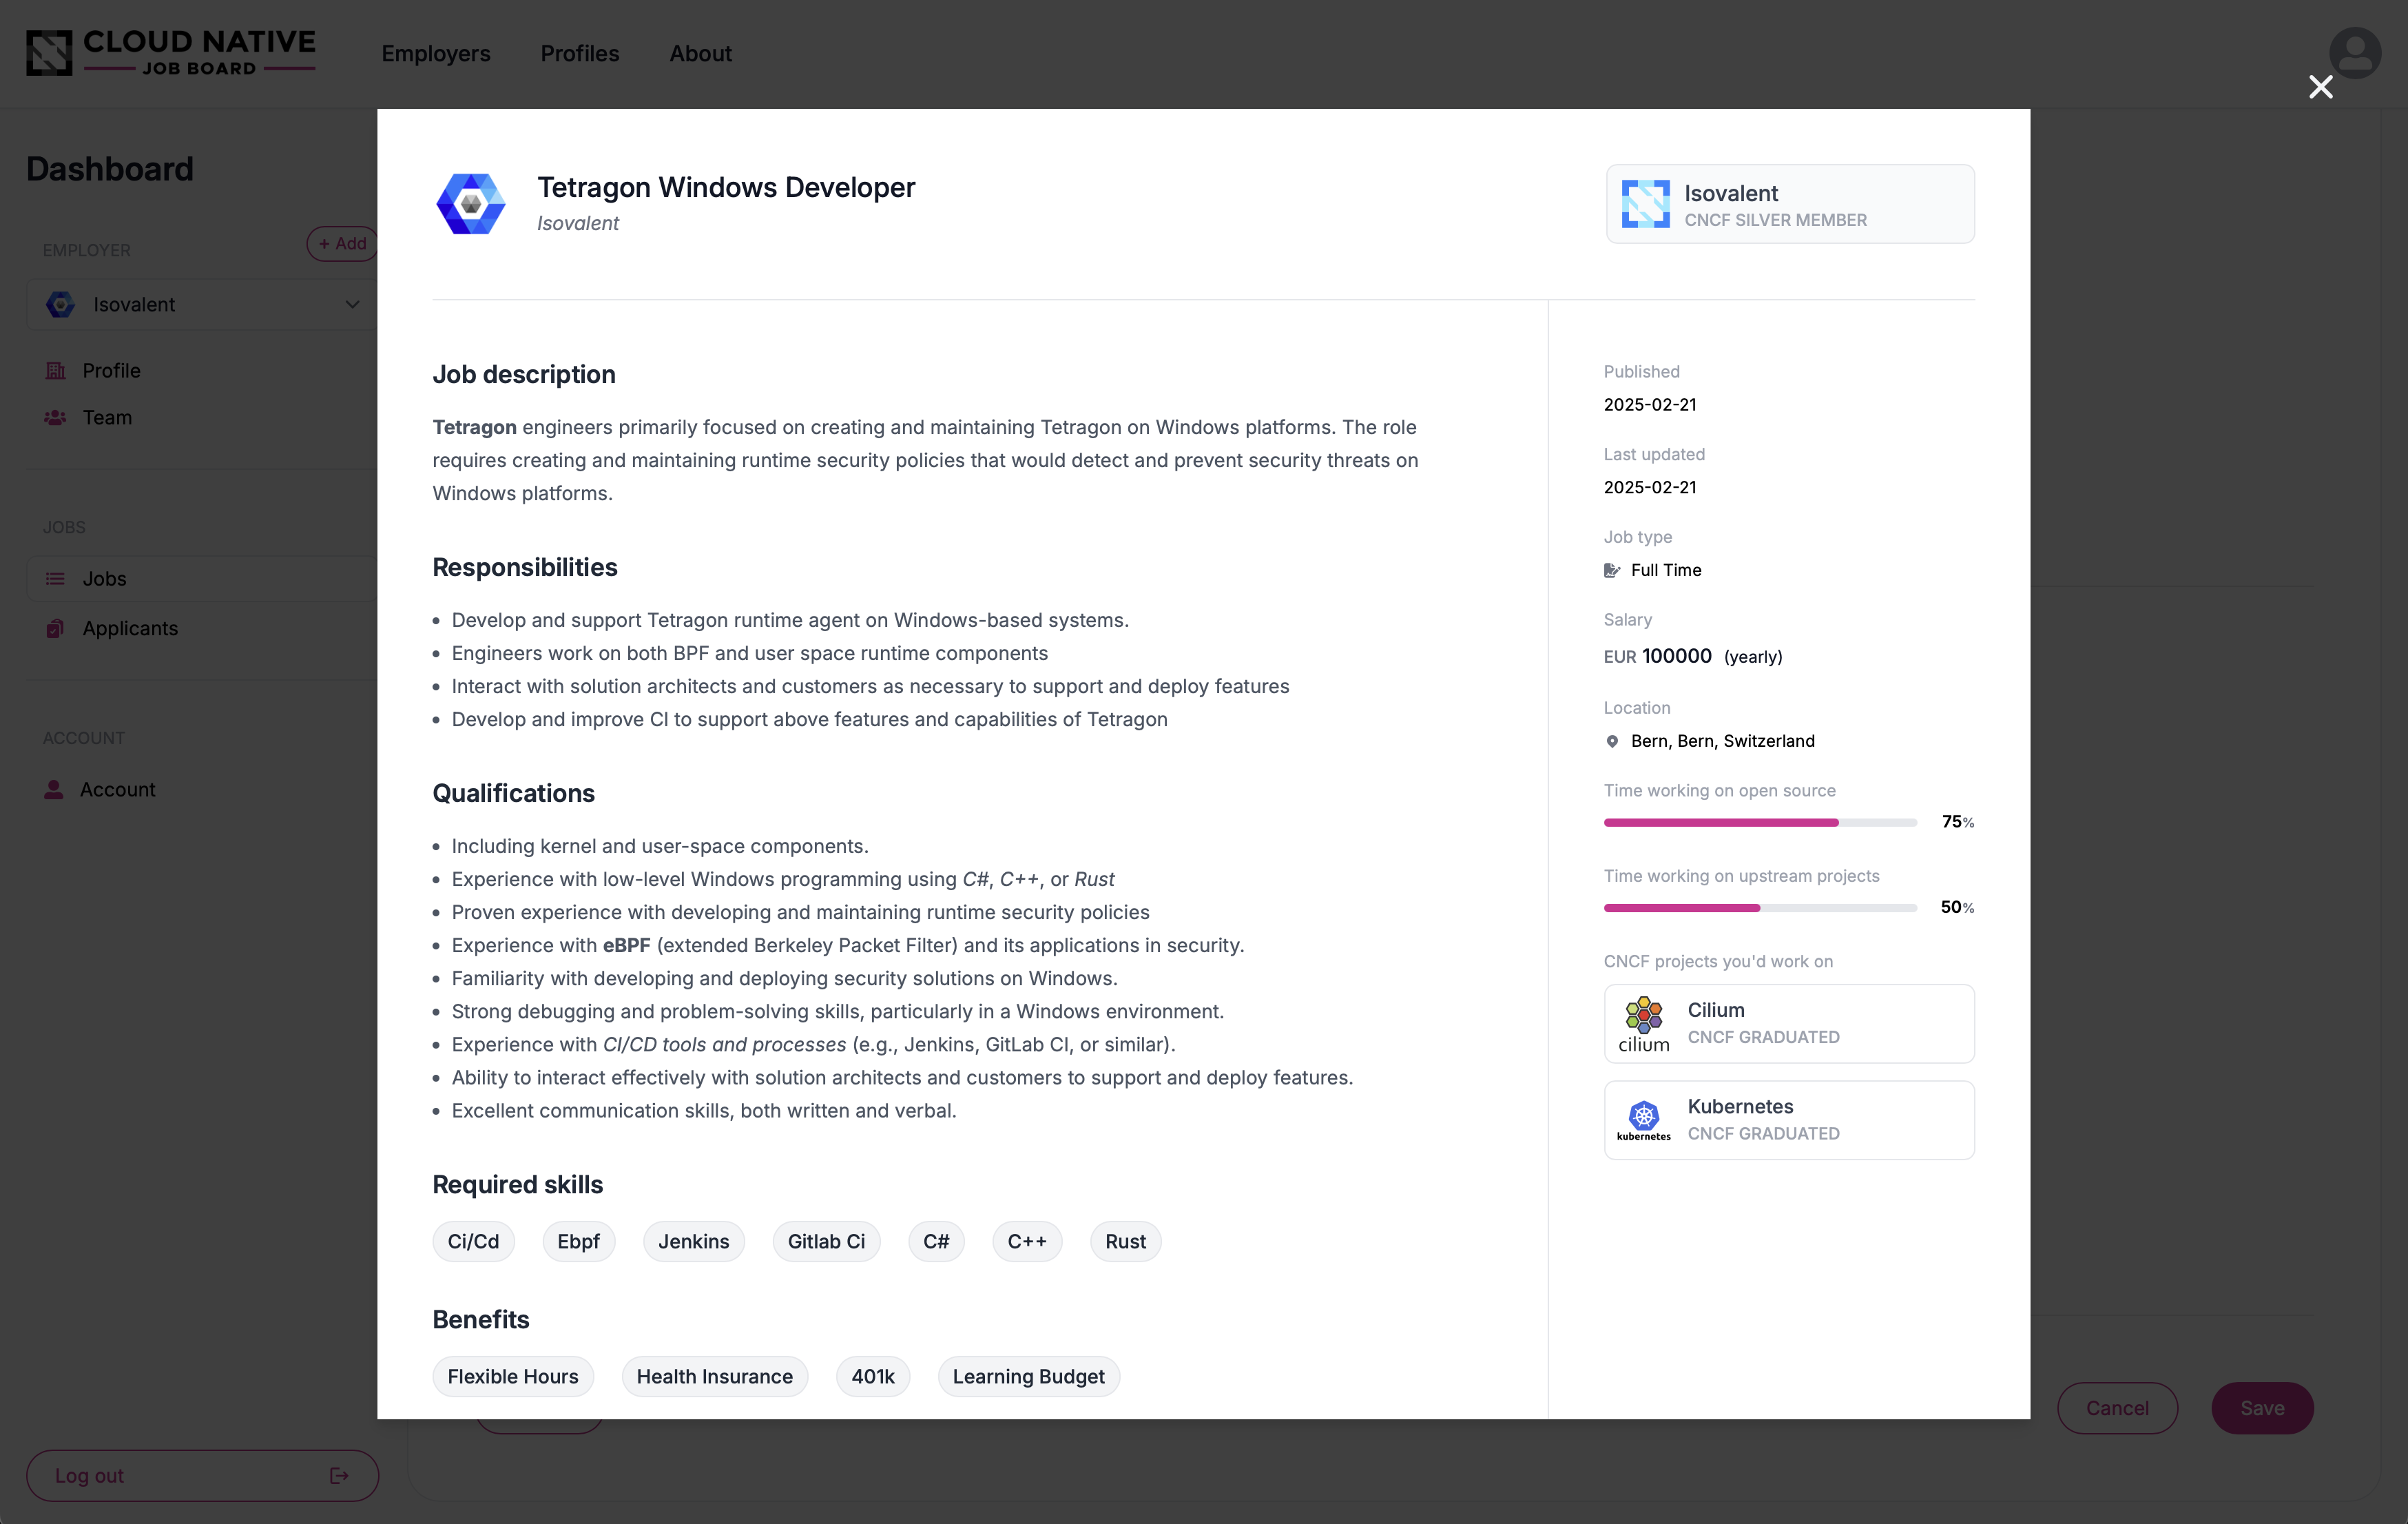 CLOUD NATIVE
JOB BOARD
Employers
Profiles
About
Dashboard
EMPLOYER
+ Add
Isovalent
Profile
Team
JOBS
Jobs
Applicants
ACCOUNT
Account
Log out
Tetragon Windows Developer
Isovalent
Isovalent
CNCF SILVER MEMBER
Job description
Tetragon engineers primarily focused on creating and maintaining Tetragon on Windows platforms. The role
requires creating and maintaining runtime security policies that would detect and prevent security threats on
Windows platforms.
Responsibilities
• Develop and support Tetragon runtime agent on Windows-based systems.
• Engineers work on both BPF and user space runtime components
• Interact with solution architects and customers as necessary to support and deploy features
• Develop and improve CI to support above features and capabilities of Tetragon
Qualifications
• Including kernel and user-space components.
• Experience with low-level Windows programming using C#, C++, or Rust
• Proven experience with developing and maintaining runtime security policies
• Experience with eBPF (extended Berkeley Packet Filter) and its applications in security.
• Familiarity with developing and deploying security solutions on Windows.
• Strong debugging and problem-solving skills, particularly in a Windows environment.
• Experience with CI/CD tools and processes (e.g., Jenkins, GitLab CI, or similar).
• Ability to interact effectively with solution architects and customers to support and deploy features.
• Excellent communication skills, both written and verbal.
Required skills
Ci/Cd
Ebpf
Jenkins
Gitlab Ci
C#
C++
Rust
Benefits
Flexible Hours
Health Insurance
401k
Learning Budget
Published
2025-02-21
Last updated
2025-02-21
Job type
Full Time
Salary
EUR 100000 (yearly)
Location
Bern, Bern, Switzerland
Time working on open source
75%
Time working on upstream projects
50%
CNCF projects you'd work on
cilium
Cilium
CNCF GRADUATED
kubernetes
Kubernetes
CNCF GRADUATED
Cancel
Save